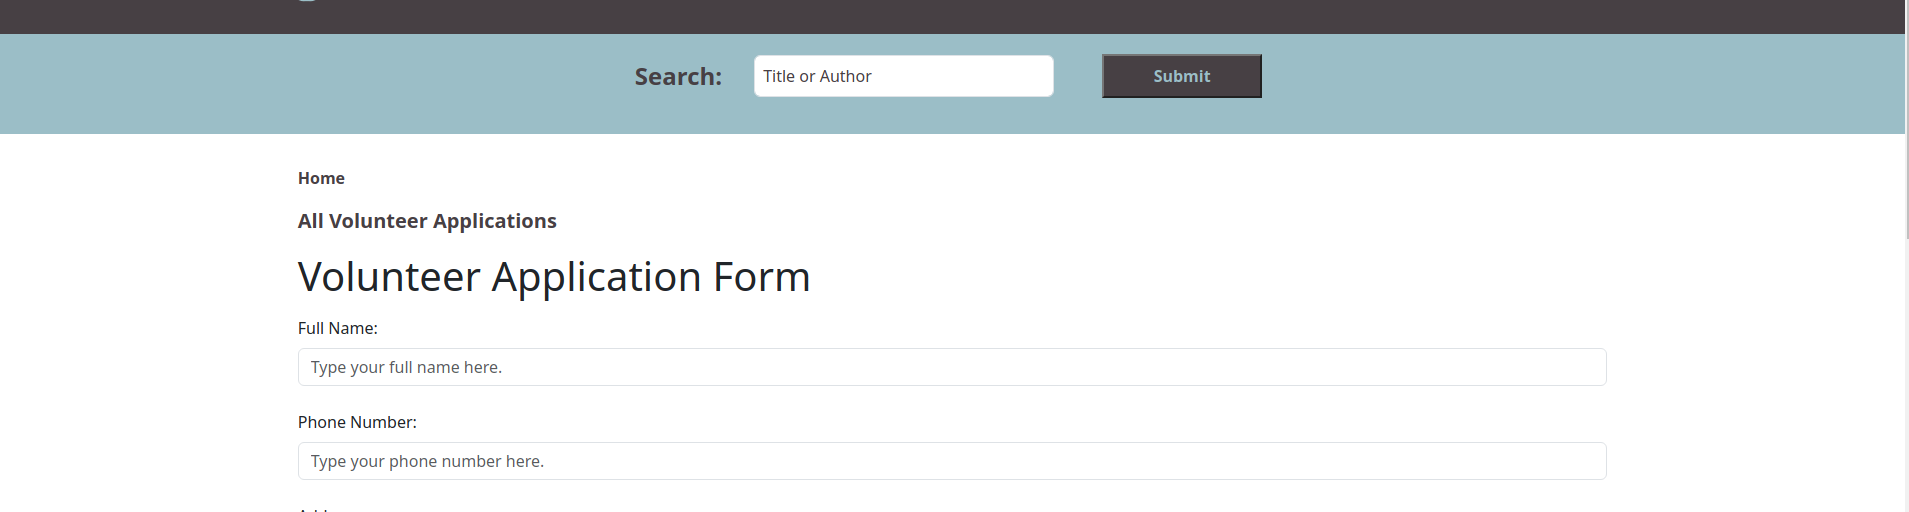 Search: Title or Author Submit
Home
All Volunteer Applications
Volunteer Application Form
Full Name:
Type your full name here.
Phone Number:
Type your phone number here.